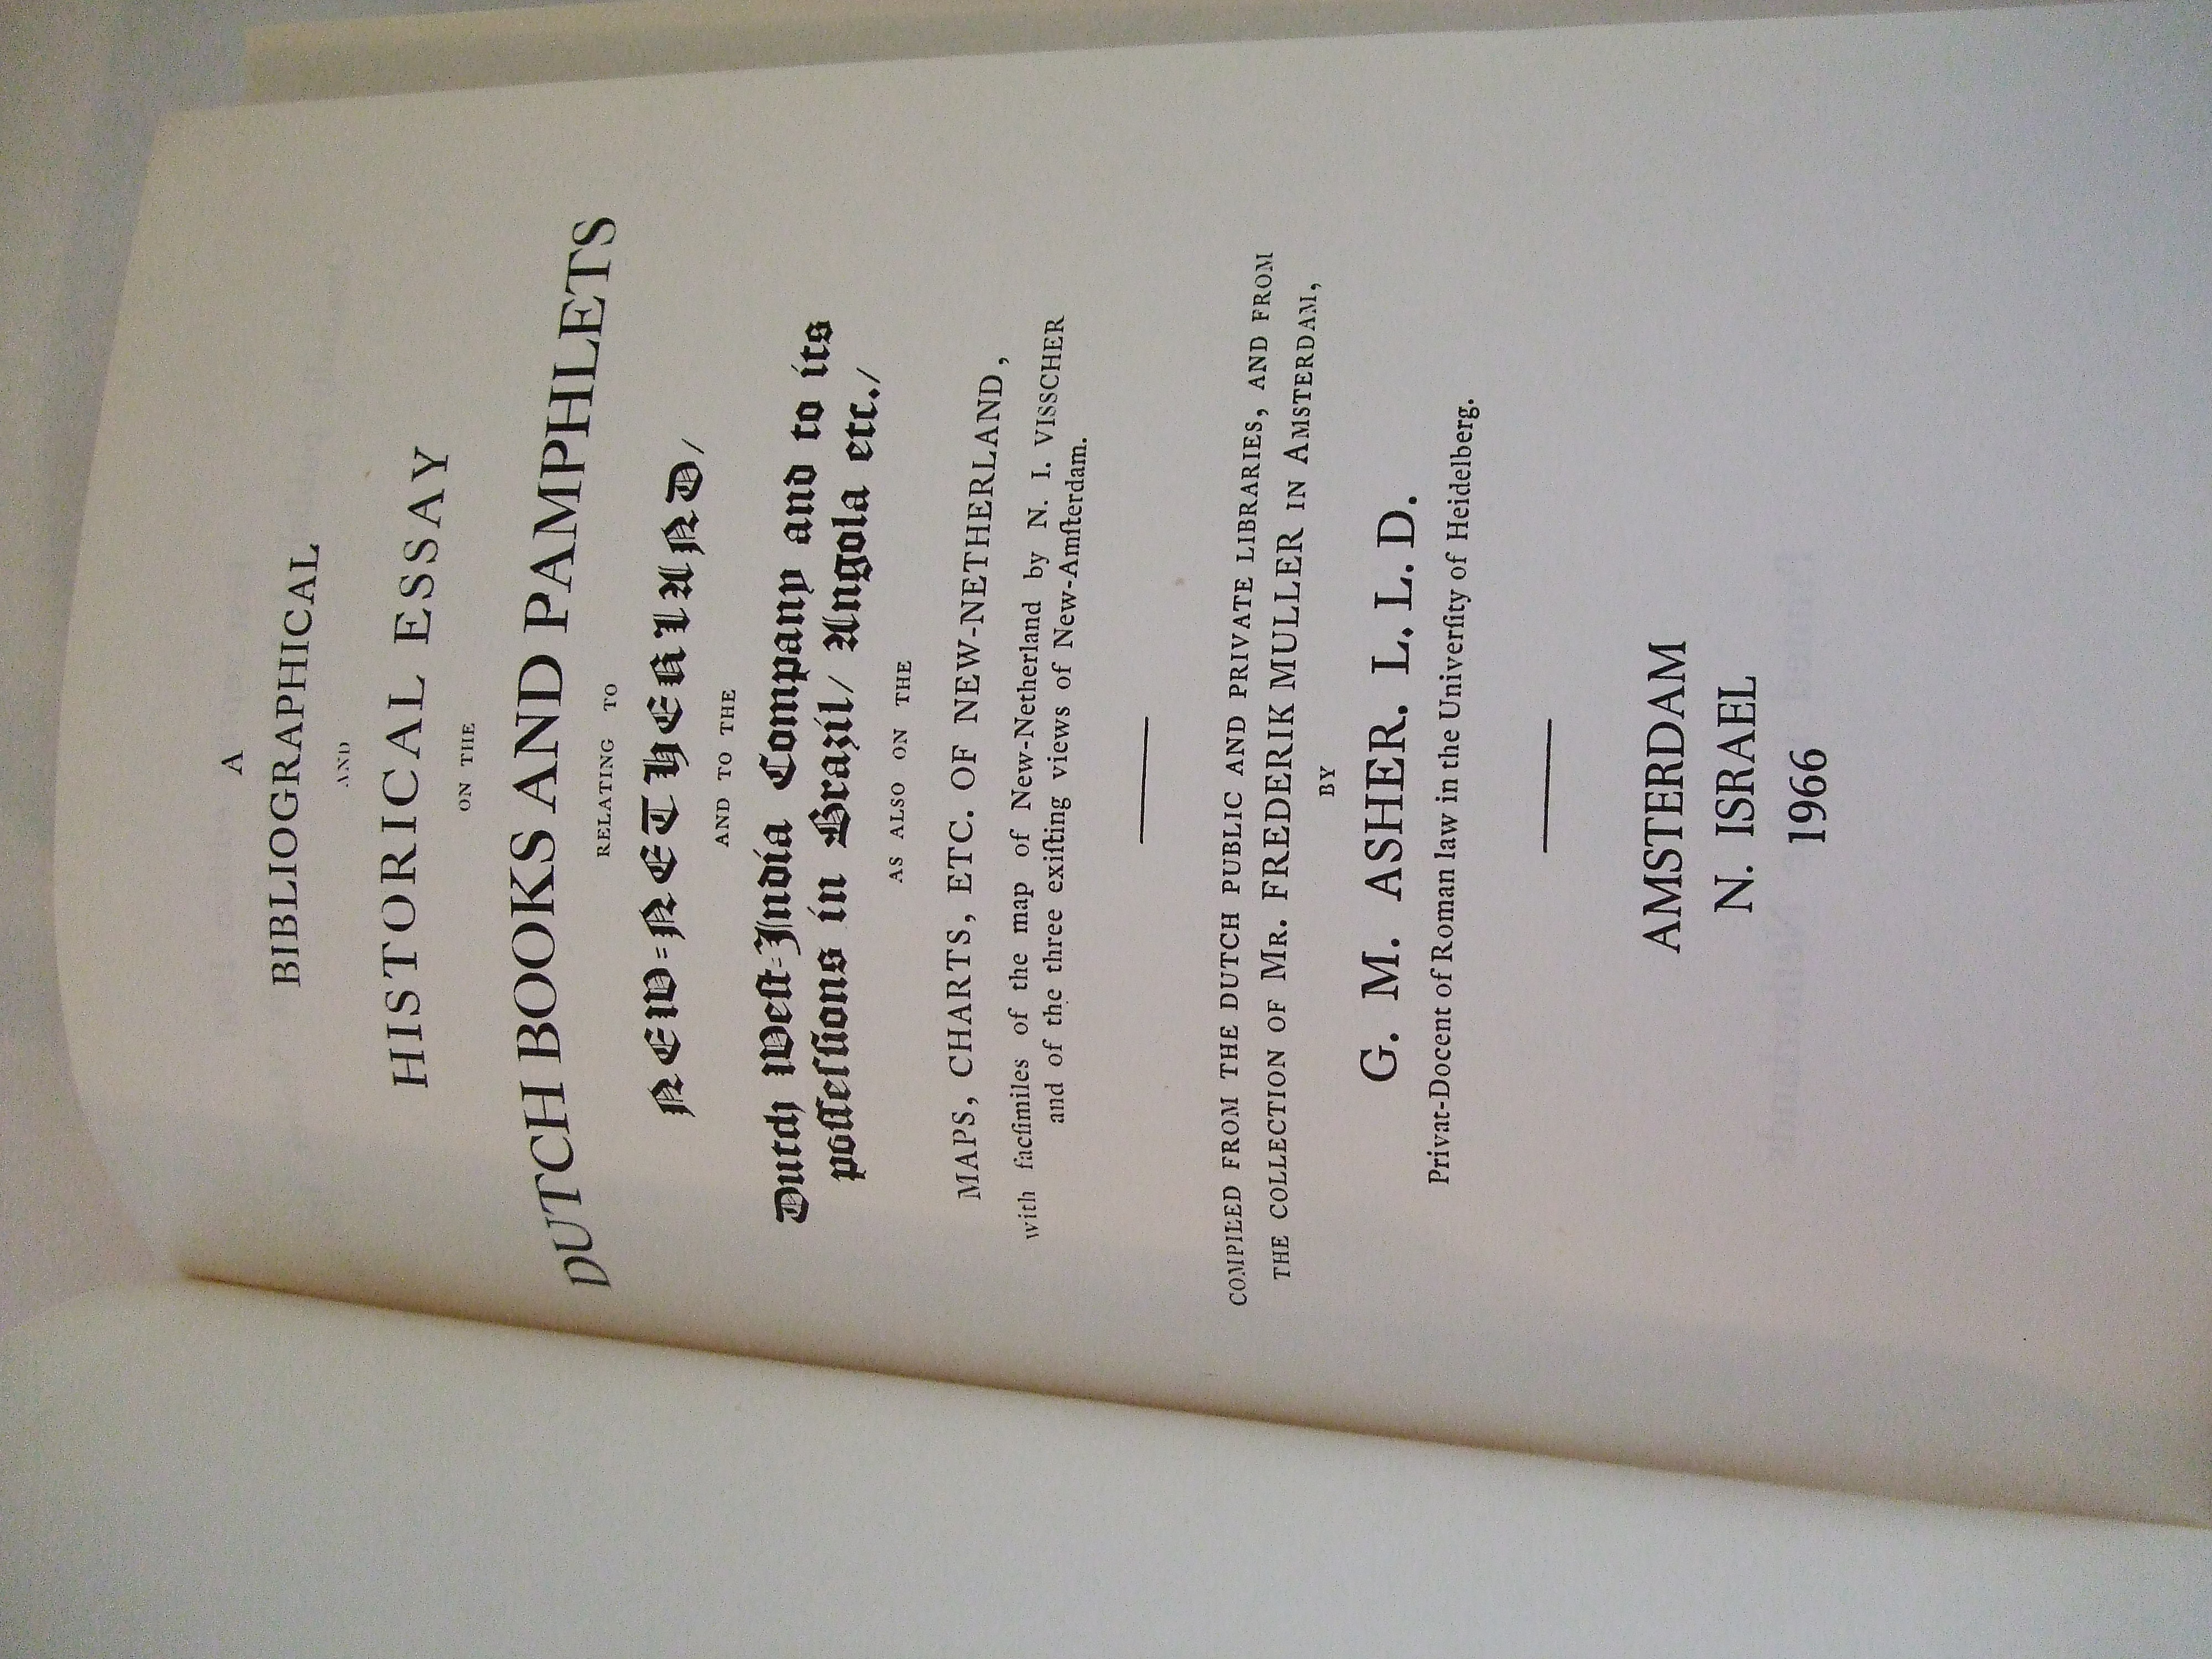 A
BIBLIOGRAPHICAL
AND
HISTORICAL ESSAY
ON THE
DUTCH BOOKS AND PAMPHLETS
RELATING TO
NEW-NETHERLAND/
AND TO THE
Dutch Weſt-India Company and to its
poſſeſſions in Brazil/ Angola etc./
AS ALSO ON THE
MAPS, CHARTS, ETC. OF NEW-NETHERLAND,
with facſimiles of the map of New-Netherland by N. I. VISSCHER
and of the three exiſting views of New-Amſterdam.
COMPILED FROM THE DUTCH PUBLIC AND PRIVATE LIBRARIES, AND FROM
THE COLLECTION OF MR. FREDERIK MULLER IN AMSTERDAM,
BY
G. M. ASHER. L. L. D.
Privat-Docent of Roman law in the Univerſity of Heidelberg.
AMSTERDAM
N. ISRAEL
1966